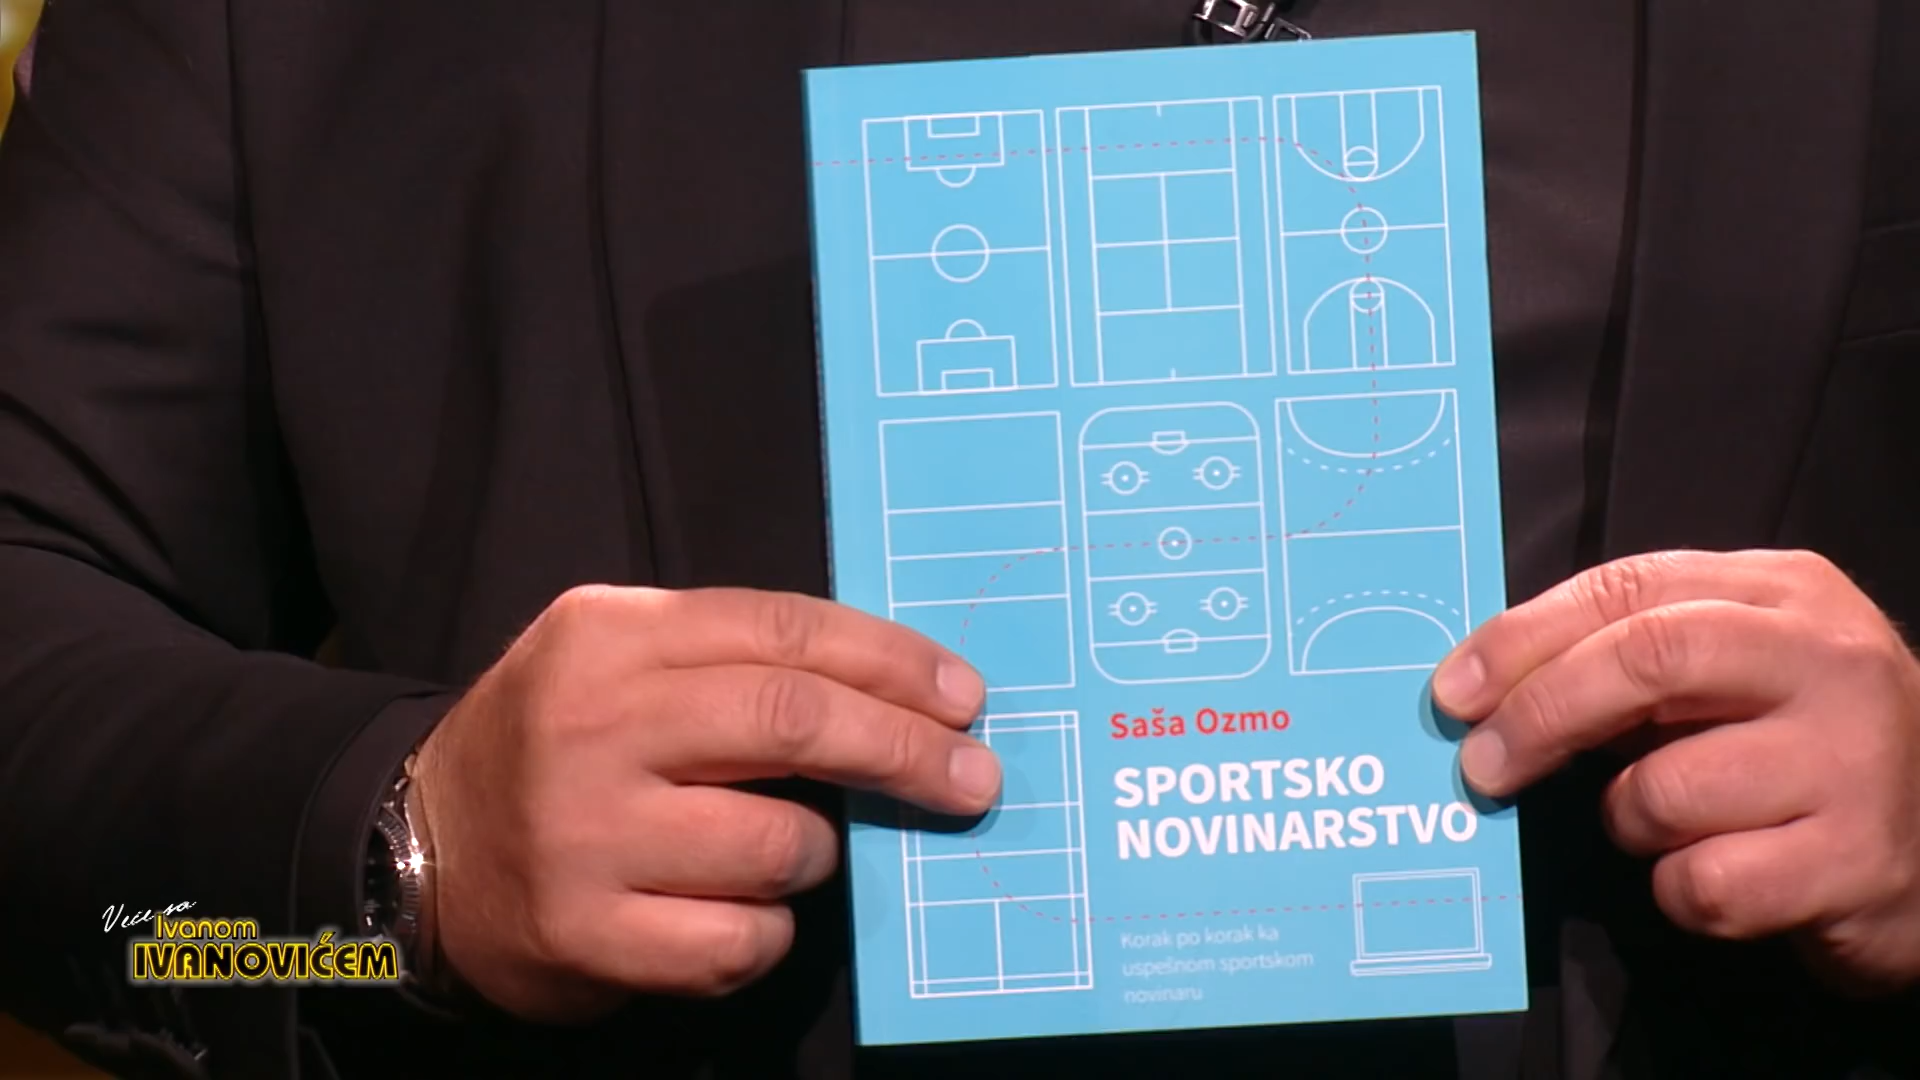 Saša Ozmo
SPORTSKO
NOVINARSTVO
Korak po korak ka
uspešnom sportskom
novinaru
Veče sa
Ivanom
IVANOVIĆEM